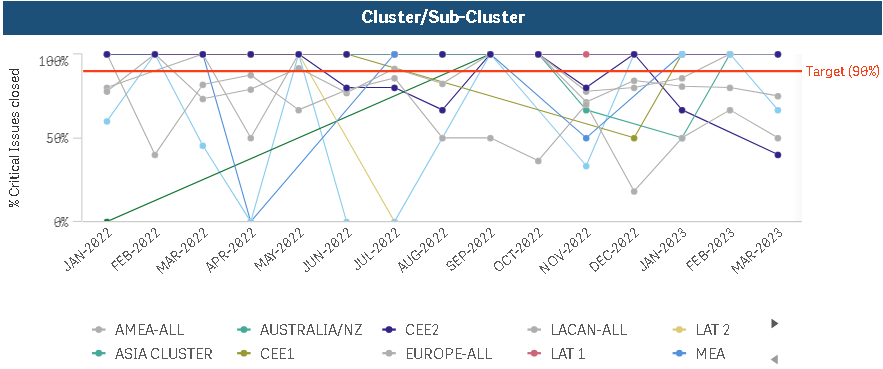 Cluster/Sub-Cluster
% Critical Issues closed
100%
50%
0%
Target (90%)
JAN-2022
FEB-2022
MAR-2022
APR-2022
MAY-2022
JUN-2022
JUL-2022
AUG-2022
SEP-2022
OCT-2022
NOV-2022
DEC-2022
JAN-2023
FEB-2023
MAR-2023
AMEA-ALL AUSTRALIA/NZ CEE2 LACAN-ALL LAT 2
ASIA CLUSTER CEE1 EUROPE-ALL LAT 1 MEA